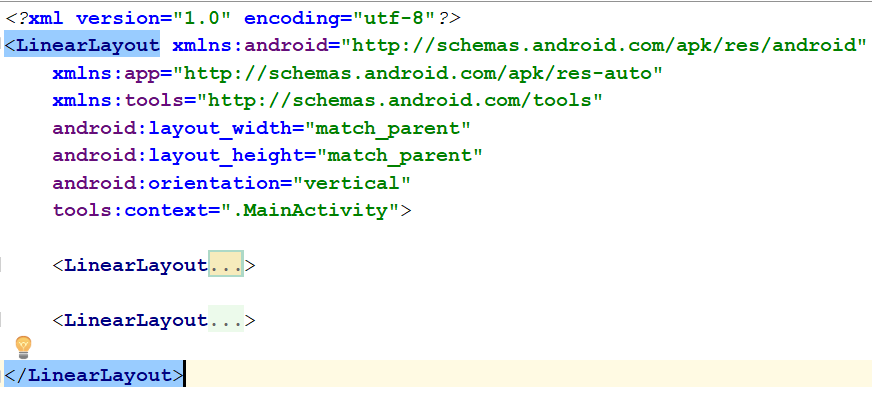 <?xml version="1.0" encoding="utf-8"?>
<LinearLayout xmlns:android="http://schemas.android.com/apk/res/android"
    xmlns:app="http://schemas.android.com/apk/res-auto"
    xmlns:tools="http://schemas.android.com/tools"
    android:layout_width="match_parent"
    android:layout_height="match_parent"
    android:orientation="vertical"
    tools:context=".MainActivity">
    <LinearLayout...>
    <LinearLayout...>
</LinearLayout>